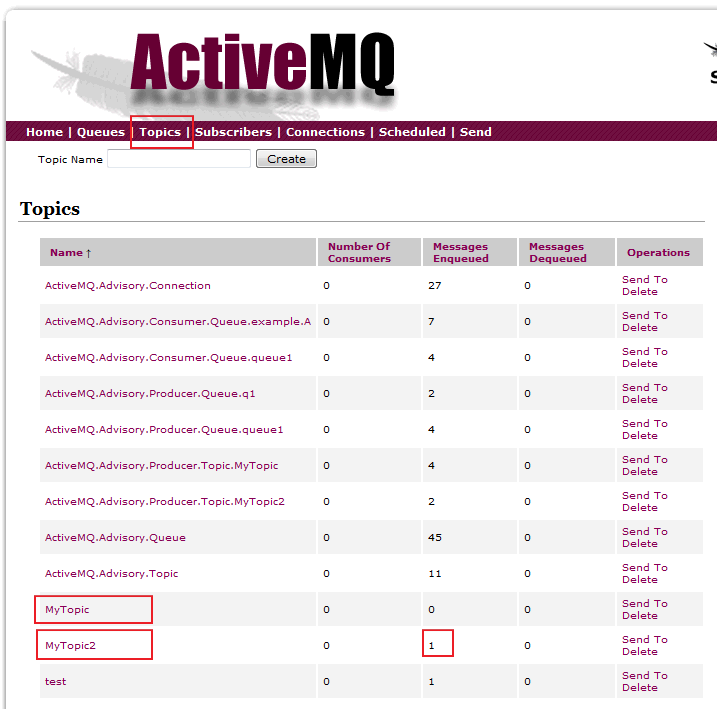 ActiveMQ
Home | Queues | Topics | Subscribers | Connections | Scheduled | Send
Topic Name Create
Topics
Name ↑ Number Of Consumers Messages Enqueued Messages Dequeued Operations
ActiveMQ.Advisory.Connection 0 27 0 Send To Delete
ActiveMQ.Advisory.Consumer.Queue.example.A 0 7 0 Send To Delete
ActiveMQ.Advisory.Consumer.Queue.queue1 0 4 0 Send To Delete
ActiveMQ.Advisory.Producer.Queue.q1 0 2 0 Send To Delete
ActiveMQ.Advisory.Producer.Queue.queue1 0 4 0 Send To Delete
ActiveMQ.Advisory.Producer.Topic.MyTopic 0 4 0 Send To Delete
ActiveMQ.Advisory.Producer.Topic.MyTopic2 0 2 0 Send To Delete
ActiveMQ.Advisory.Queue 0 45 0 Send To Delete
ActiveMQ.Advisory.Topic 0 11 0 Send To Delete
MyTopic 0 0 0 Send To Delete
MyTopic2 0 1 0 Send To Delete
test 0 1 0 Send To Delete